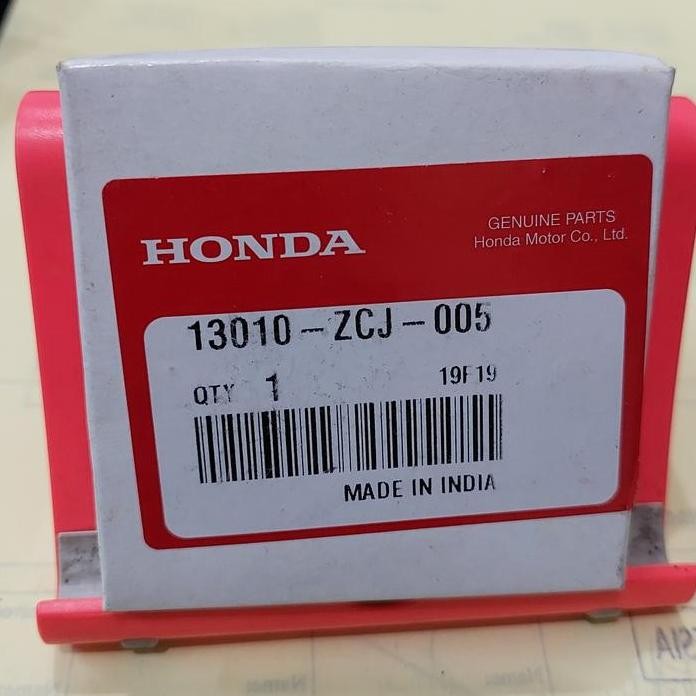 GENUINE PARTS
HONDA
Honda Motor Co., Ltd.
13010-ZCJ-005
QTY 1
19F19
MADE IN INDIA